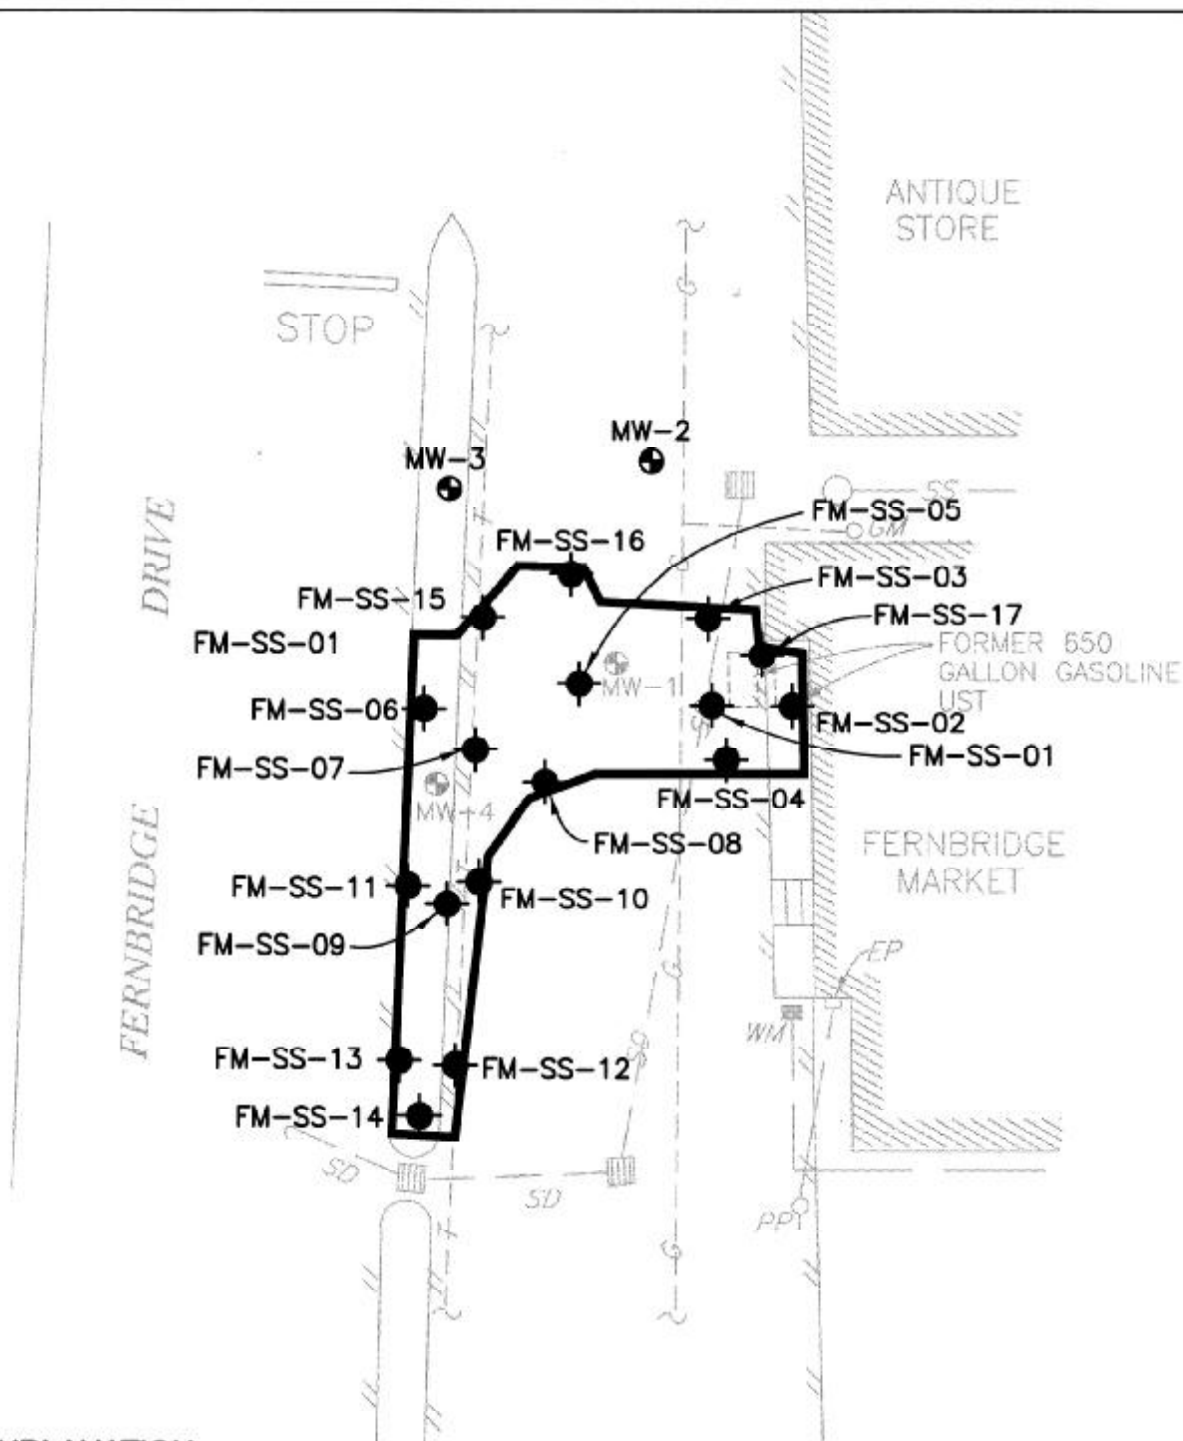 ANTIQUE
STORE
STOP
MW-2
MW-3
SS
FM-SS-05
GM
FM-SS-16
G
FM-SS-03
FM-SS-15
FM-SS-17
FM-SS-01
FORMER 650
GALLON GASOLINE
UST
MW-1
FM-SS-06
FM-SS-02
FM-SS-07
FM-SS-01
MW-4
FM-SS-04
FM-SS-08
FERNBRIDGE
MARKET
FM-SS-11
FM-SS-10
FM-SS-09
EP
G
WM
SD
FM-SS-13
FM-SS-12
FM-SS-14
SD
SD
PP
G
FERNBRIDGE DRIVE